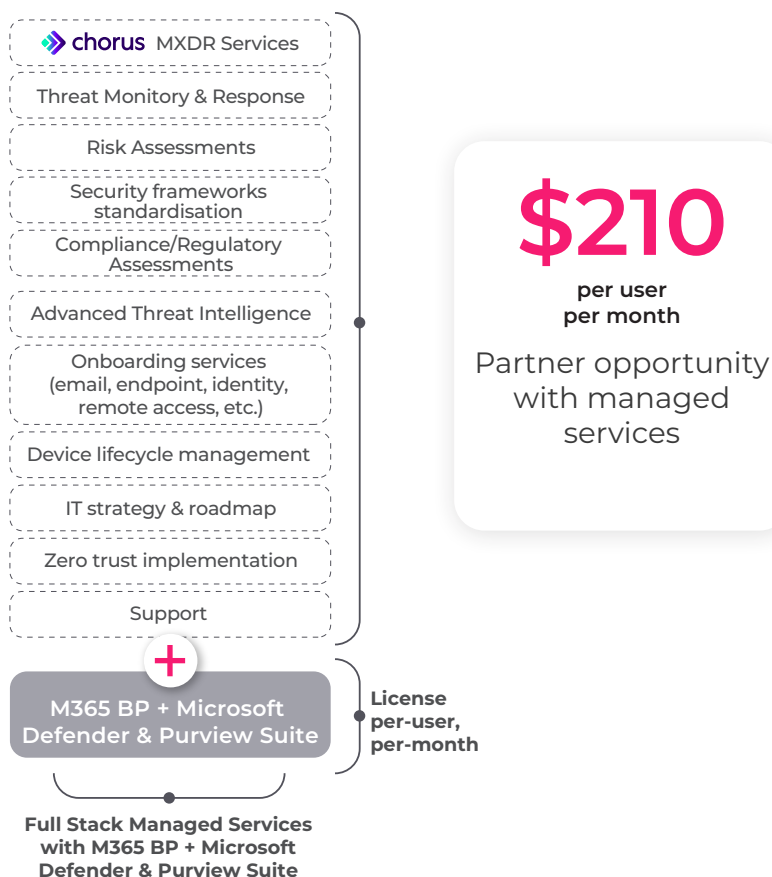 chorus MXDR Services
Threat Monitory & Response
Risk Assessments
Security frameworks
standardisation
Compliance/Regulatory
Assessments
Advanced Threat Intelligence
Onboarding services
(email, endpoint, identity,
remote access, etc.)
Device lifecycle management
IT strategy & roadmap
Zero trust implementation
Support
+
M365 BP + Microsoft
Defender & Purview Suite
License
per-user,
per-month
Full Stack Managed Services
with M365 BP + Microsoft
Defender & Purview Suite
$210
per user
per month
Partner opportunity
with managed
services